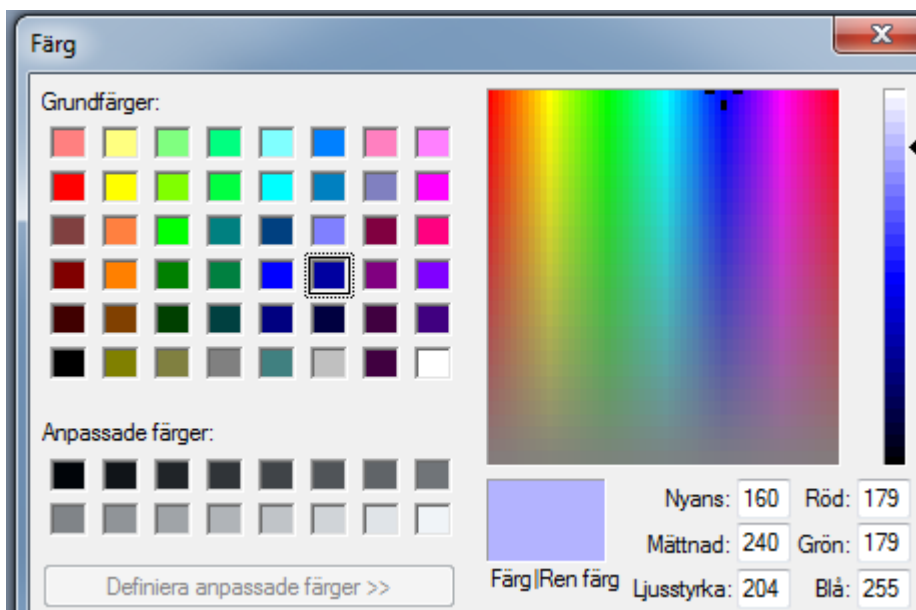 Färg
Grundfärger:
Anpassade färger:
Definiera anpassade färger >>
Färg|Ren färg
Nyans: 160 Röd: 179
Mättnad: 240 Grön: 179
Ljusstyrka: 204 Blå: 255